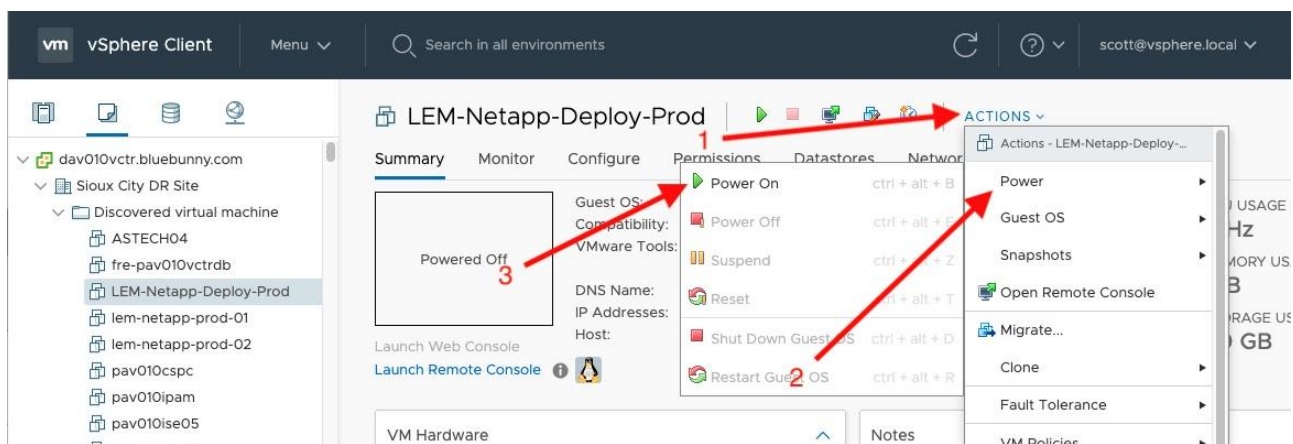 vm vSphere Client Menu Search in all environments scott@vsphere.local
LEM-Netapp-Deploy-Prod ACTIONS
1
Summary Monitor Configure Permissions Datastores Networ
dav010vctr.bluebunny.com
Sioux City DR Site
Discovered virtual machine
ASTECH04
fre-pav010vctrdb
LEM-Netapp-Deploy-Prod
lem-netapp-prod-01
lem-netapp-prod-02
pav010cspc
pav010ipam
pav010ise05
Powered Off
3
Launch Web Console
Launch Remote Console
Guest OS:
Compatibility:
VMware Tools:
DNS Name:
IP Addresses:
Host:
Power On ctrl + alt + B
Power Off ctrl + alt + E
Suspend ctrl + alt + Z
Reset ctrl + alt + T
Shut Down Guest OS ctrl + alt + D
Restart Guest OS ctrl + alt + R
2
Actions - LEM-Netapp-Deploy-...
Power
Guest OS
Snapshots
Open Remote Console
Migrate...
Clone
Fault Tolerance
VM Policies
USAGE
Hz
MORY US
B
RAGE US
GB
VM Hardware
Notes